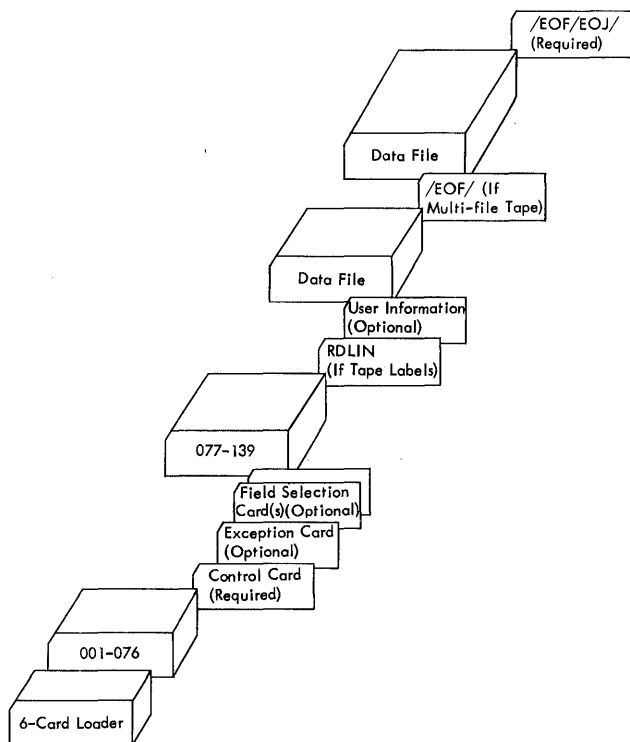 /EOF/EOJ/
(Required)
Data File
/EOF/ (If
Multi-file Tape)
Data File
User Information
(Optional)
RDLIN
(If Tape Labels)
077-139
Field Selection
Card(s)(Optional)
Exception Card
(Optional)
Control Card
(Required)
001-076
6-Card Loader